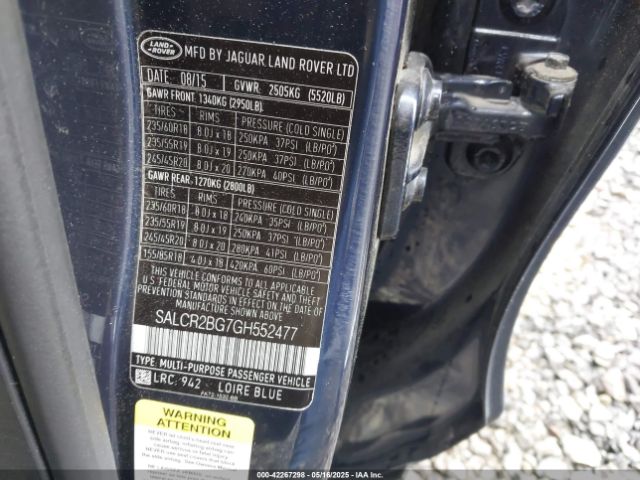 LAND ROVER
MFD BY JAGUAR LAND ROVER LTD
DATE: 08/15 GVWR 2505KG (5520LB)
GAWR FRONT: 1340KG (2950LB)
TIRES RIMS PRESSURE (COLD SINGLE)
235/60R18 8.0J x 18 250KPA 37PSI (LB/PO²)
235/55R19 8.0J x 19 250KPA 37PSI (LB/PO²)
245/45R20 8.0J x 20 270KPA 40PSI (LB/PO²)
GAWR REAR: 1270KG (2800LB)
TIRES RIMS PRESSURE (COLD SINGLE)
235/60R18 8.0J x 18 240KPA 35PSI (LB/PO²)
235/55R19 8.0J x 19 250KPA 37PSI (LB/PO²)
245/45R20 8.0J x 20 280KPA 41PSI (LB/PO²)
155/85R18 4.0J x 18 420KPA 60PSI (LB/PO²)
THIS VEHICLE CONFORMS TO ALL APPLICABLE
U.S FEDERAL MOTOR VEHICLE SAFETY BUMPER AND THEFT
PREVENTION STANDARDS IN EFFECT ON THE DATE OF
MANUFACTURE SHOWN ABOVE
SALCR2BG7GH552477
TYPE: MULTI-PURPOSE PASSENGER VEHICLE
LRC: 942 LOIRE BLUE
WARNING
ATTENTION
000-42267298 - 05/16/2025 - IAAI.COM